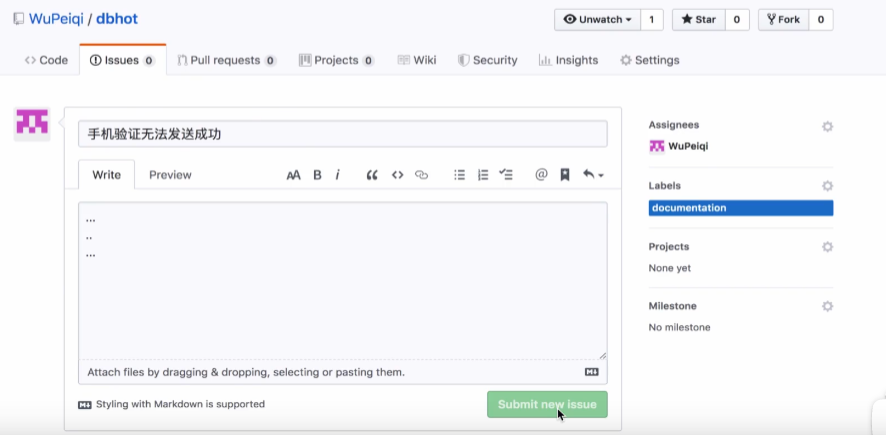 WuPeiqi / dbhot
Unwatch 1 Star 0 Fork 0
Code Issues 0 Pull requests 0 Projects 0 Wiki Security Insights Settings
手机验证无法发送成功
Write Preview AA B i <> @
...
..
...
Attach files by dragging & dropping, selecting or pasting them.
Styling with Markdown is supported
Submit new issue
Assignees
WuPeiqi
Labels
documentation
Projects
None yet
Milestone
No milestone